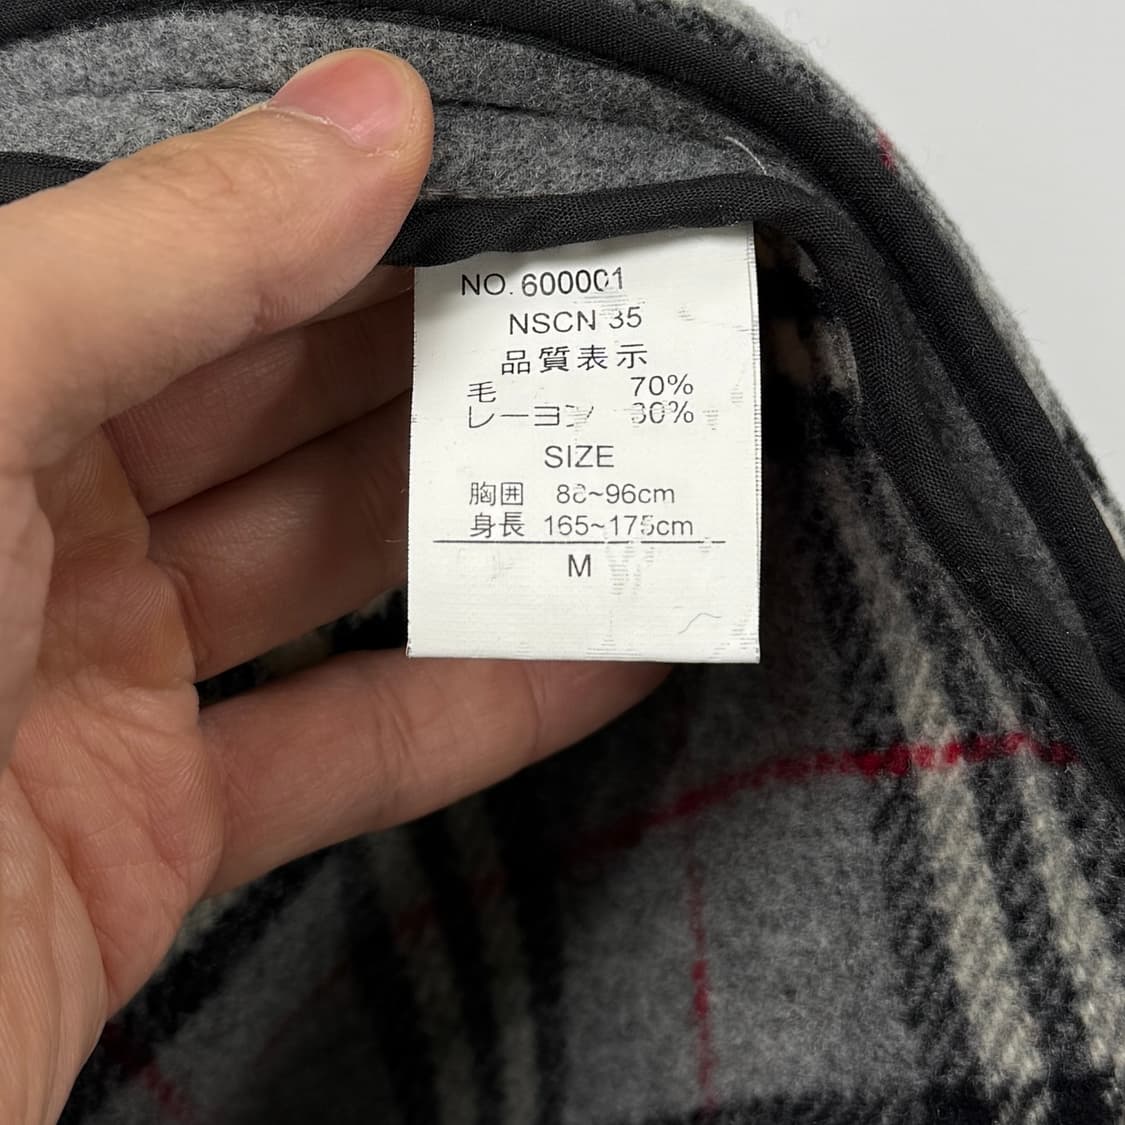 NO. 600001
NSCN 35
品質表示
毛 70%
レーヨン 30%
SIZE
胸囲 88~96cm
身長 165~175cm
M